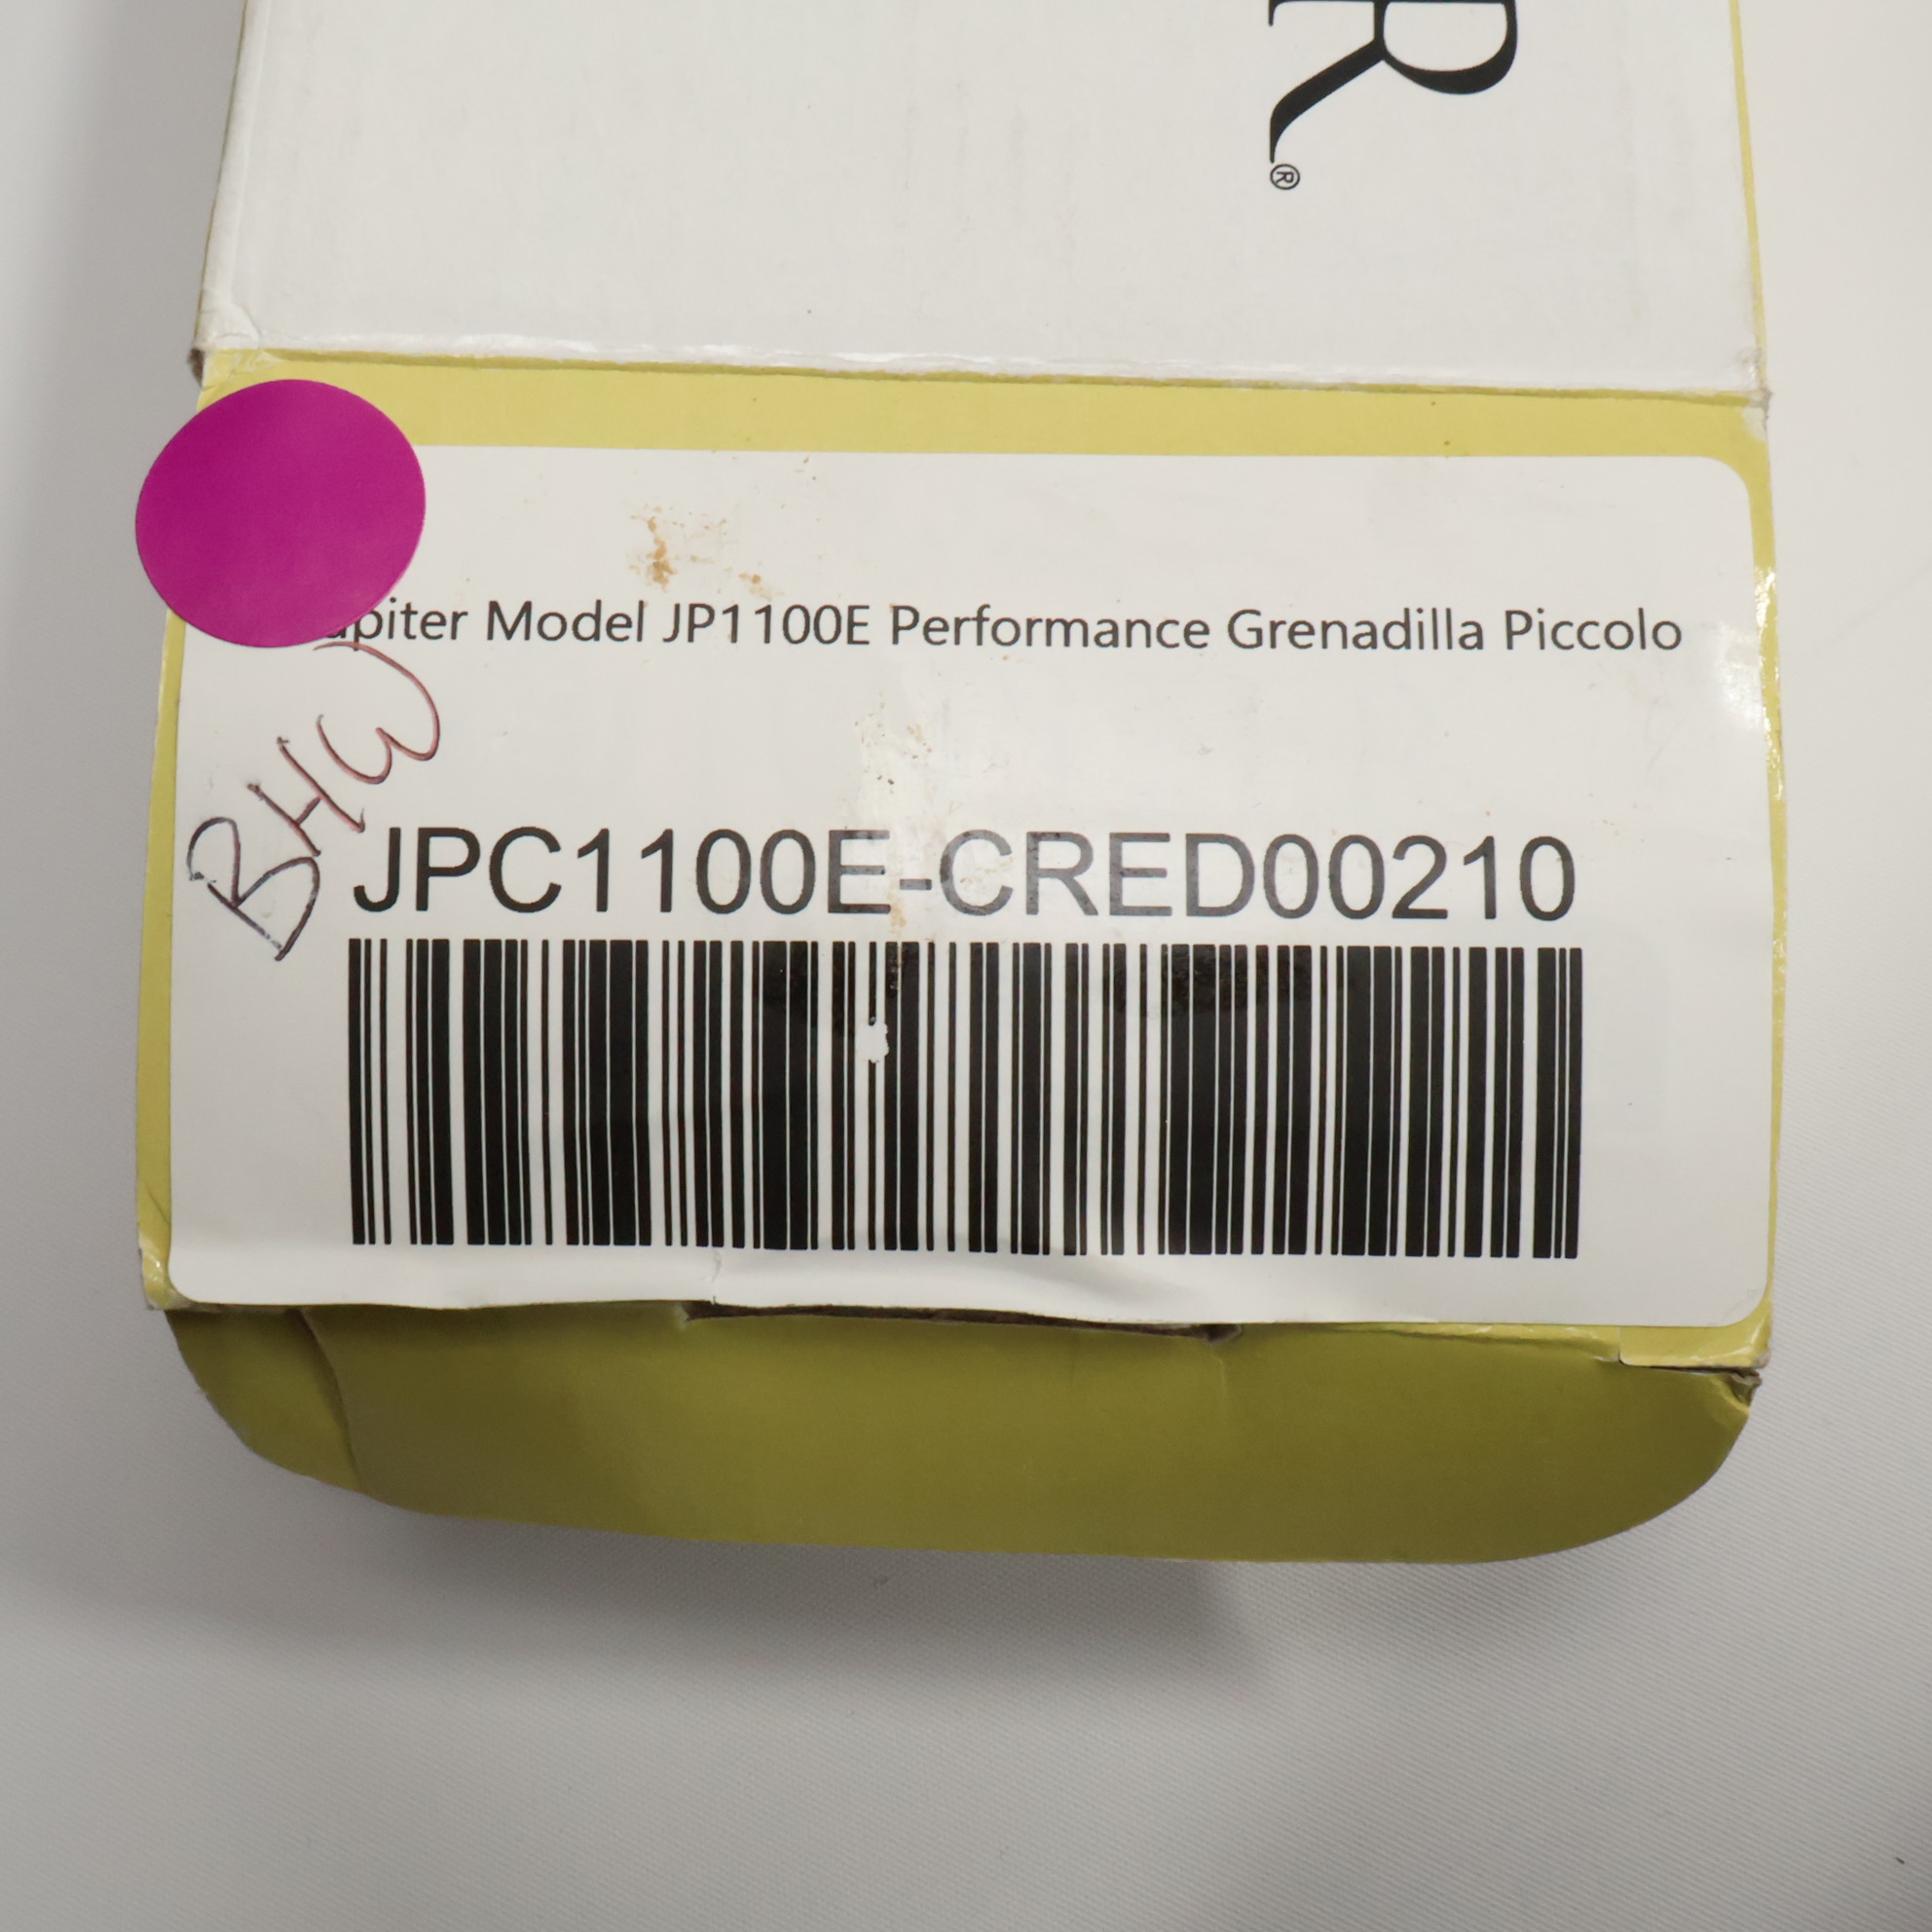 R®
upiter Model JP1100E Performance Grenadilla Piccolo
BHW
JPC1100E-CRED00210